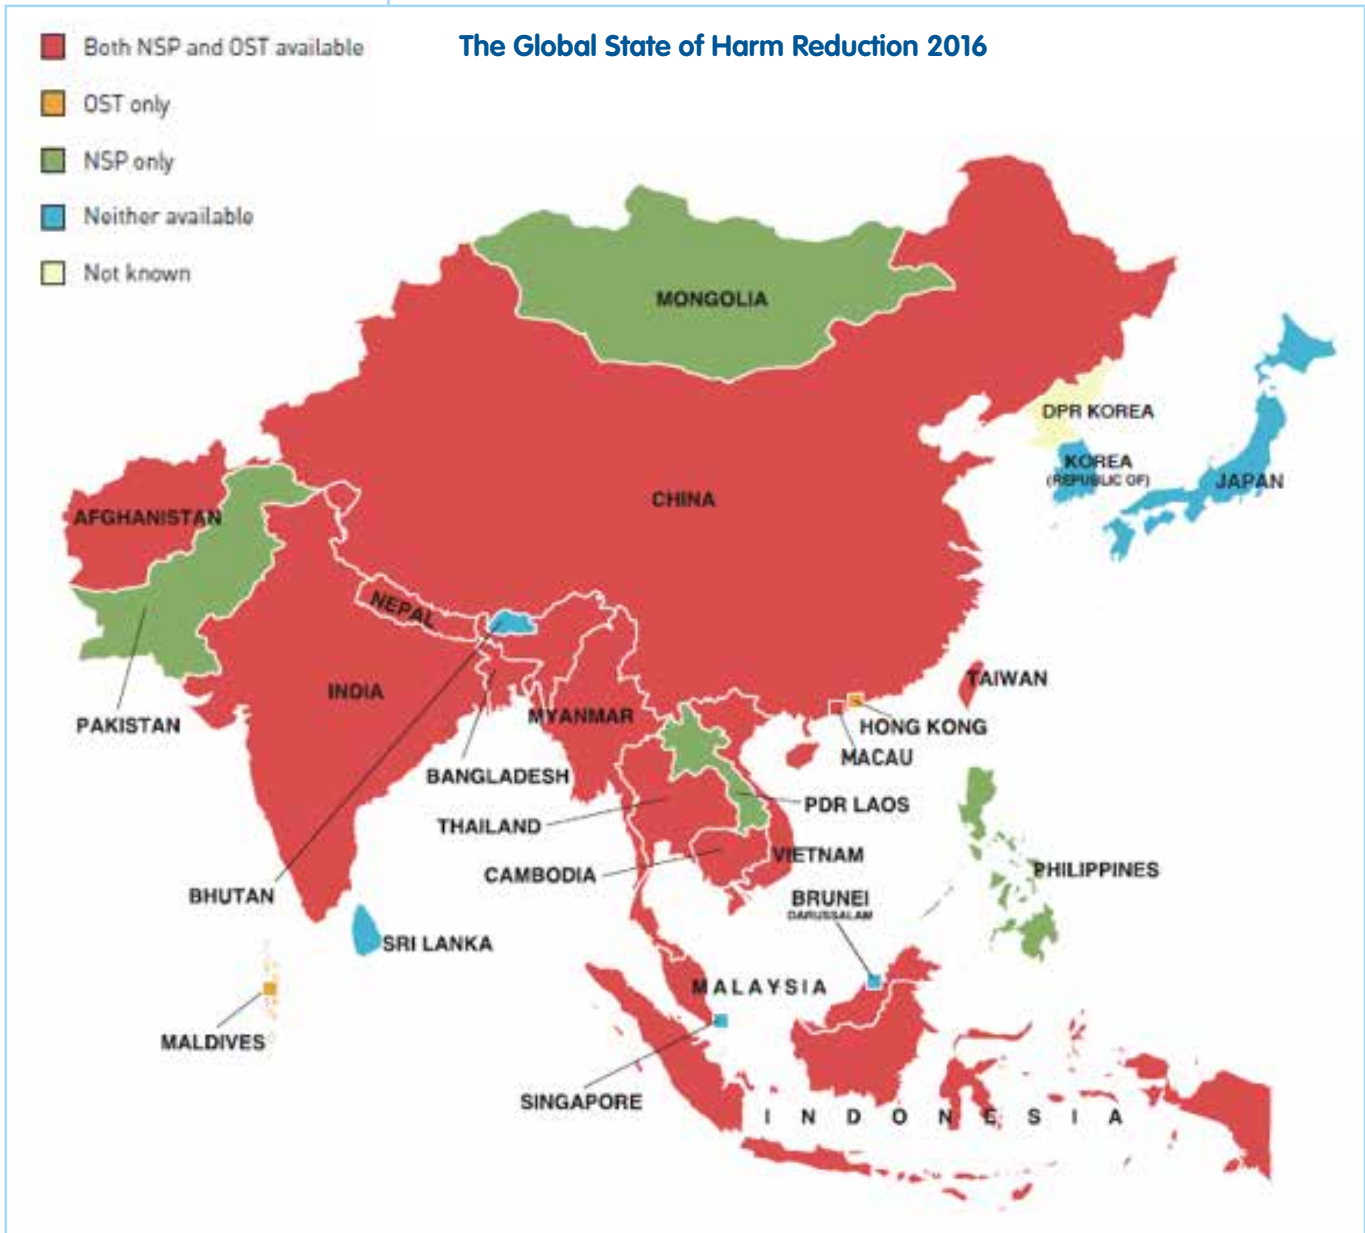 The Global State of Harm Reduction 2016
Both NSP and OST available
OST only
NSP only
Neither available
Not known
MONGOLIA
DPR KOREA
KOREA
(REPUBLIC OF)
JAPAN
CHINA
AFGHANISTAN
NEPAL
INDIA
PAKISTAN
TAIWAN
MYANMAR
HONG KONG
MACAU
BANGLADESH
PDR LAOS
THAILAND
VIETNAM
CAMBODIA
PHILIPPINES
BHUTAN
BRUNEI
DARUSSALAM
SRI LANKA
MALAYSIA
MALDIVES
SINGAPORE
INDONESIA